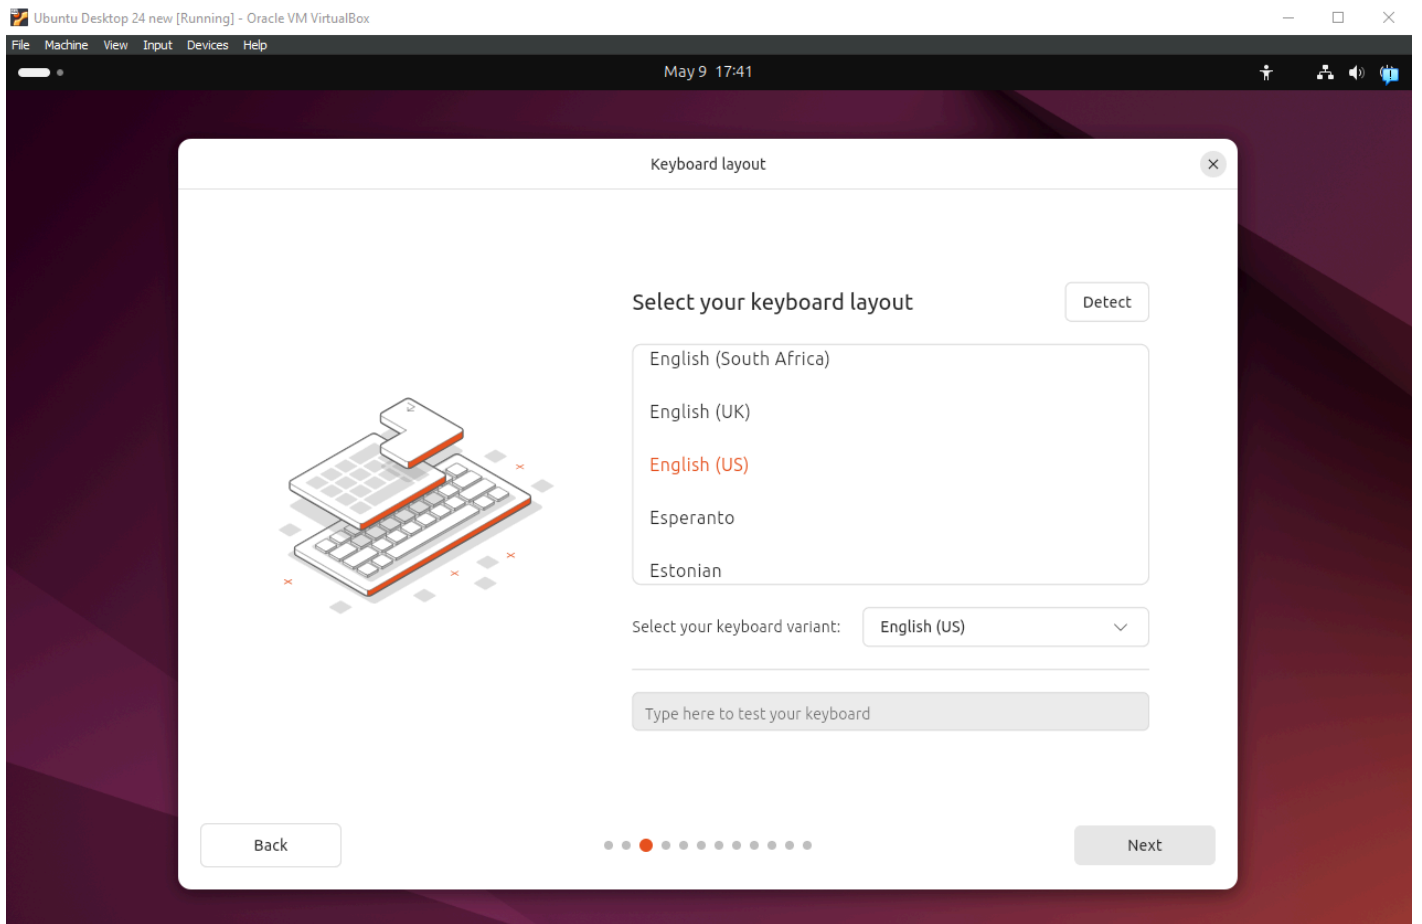 Ubuntu Desktop 24 new [Running] - Oracle VM VirtualBox
File Machine View Input Devices Help
May 9 17:41
Keyboard layout
Select your keyboard layout
Detect
English (South Africa)
English (UK)
English (US)
Esperanto
Estonian
Select your keyboard variant: English (US)
Type here to test your keyboard
Back
Next